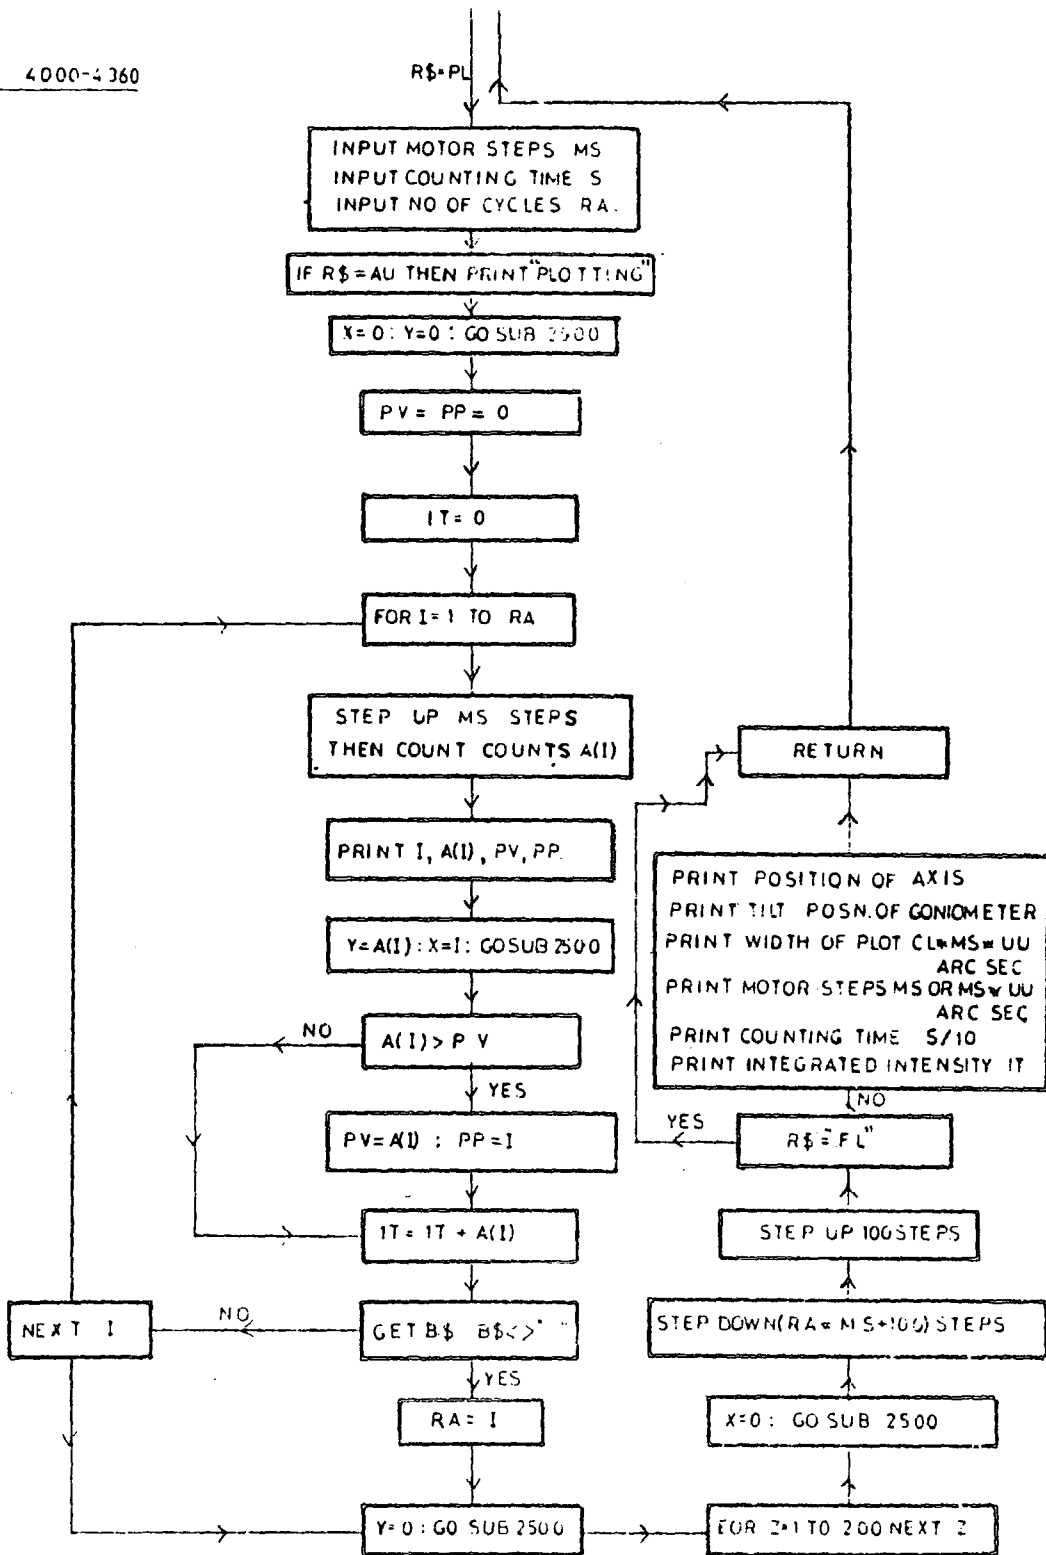 4000-4360
R$=PL
INPUT MOTOR STEPS MS
INPUT COUNTING TIME S
INPUT NO OF CYCLES RA.
IF R$=AU THEN PRINT "PLOTTING"
X=0: Y=0: GO SUB 2500
PV= PP= 0
IT= 0
FOR I=1 TO RA
STEP UP MS STEPS
THEN COUNT COUNTS A(I)
PRINT I, A(I), PV, PP.
Y=A(I):X=I: GOSUB 2500
A(I)> PV
NO
YES
PV=A(I) : PP=I
IT= IT + A(I)
GET B$ B$<>" "
NO
NEXT I
YES
RA= I
Y=0: GO SUB 2500
FOR Z=1 TO 200 NEXT Z
X=0: GO SUB 2500
STEP DOWN(RA*MS+100) STEPS
STEP UP 100 STEPS
R$="PL"
YES
NO
PRINT POSITION OF AXIS
PRINT TILT POSN. OF GONIOMETER
PRINT WIDTH OF PLOT CL*MS*UU
ARC SEC
PRINT MOTOR STEPS MS OR MS*UU
ARC SEC
PRINT COUNTING TIME S/10
PRINT INTEGRATED INTENSITY IT
RETURN